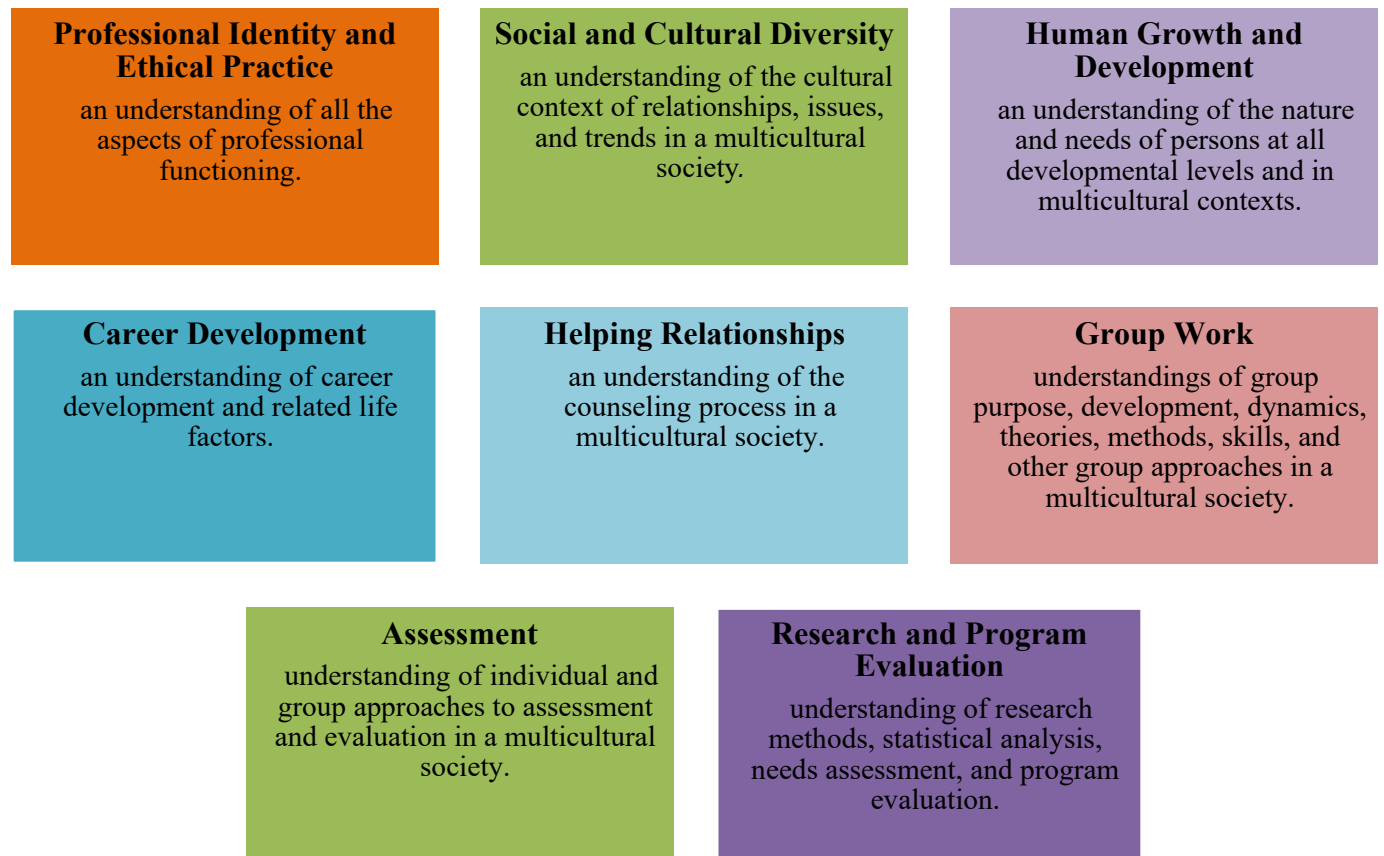 Professional Identity and
Ethical Practice
an understanding of all the
aspects of professional
functioning.
Social and Cultural Diversity
an understanding of the cultural
context of relationships, issues,
and trends in a multicultural
society.
Human Growth and
Development
an understanding of the nature
and needs of persons at all
developmental levels and in
multicultural contexts.
Career Development
an understanding of career
development and related life
factors.
Helping Relationships
an understanding of the
counseling process in a
multicultural society.
Group Work
understandings of group
purpose, development, dynamics,
theories, methods, skills, and
other group approaches in a
multicultural society.
Assessment
understanding of individual and
group approaches to assessment
and evaluation in a multicultural
society.
Research and Program
Evaluation
understanding of research
methods, statistical analysis,
needs assessment, and program
evaluation.